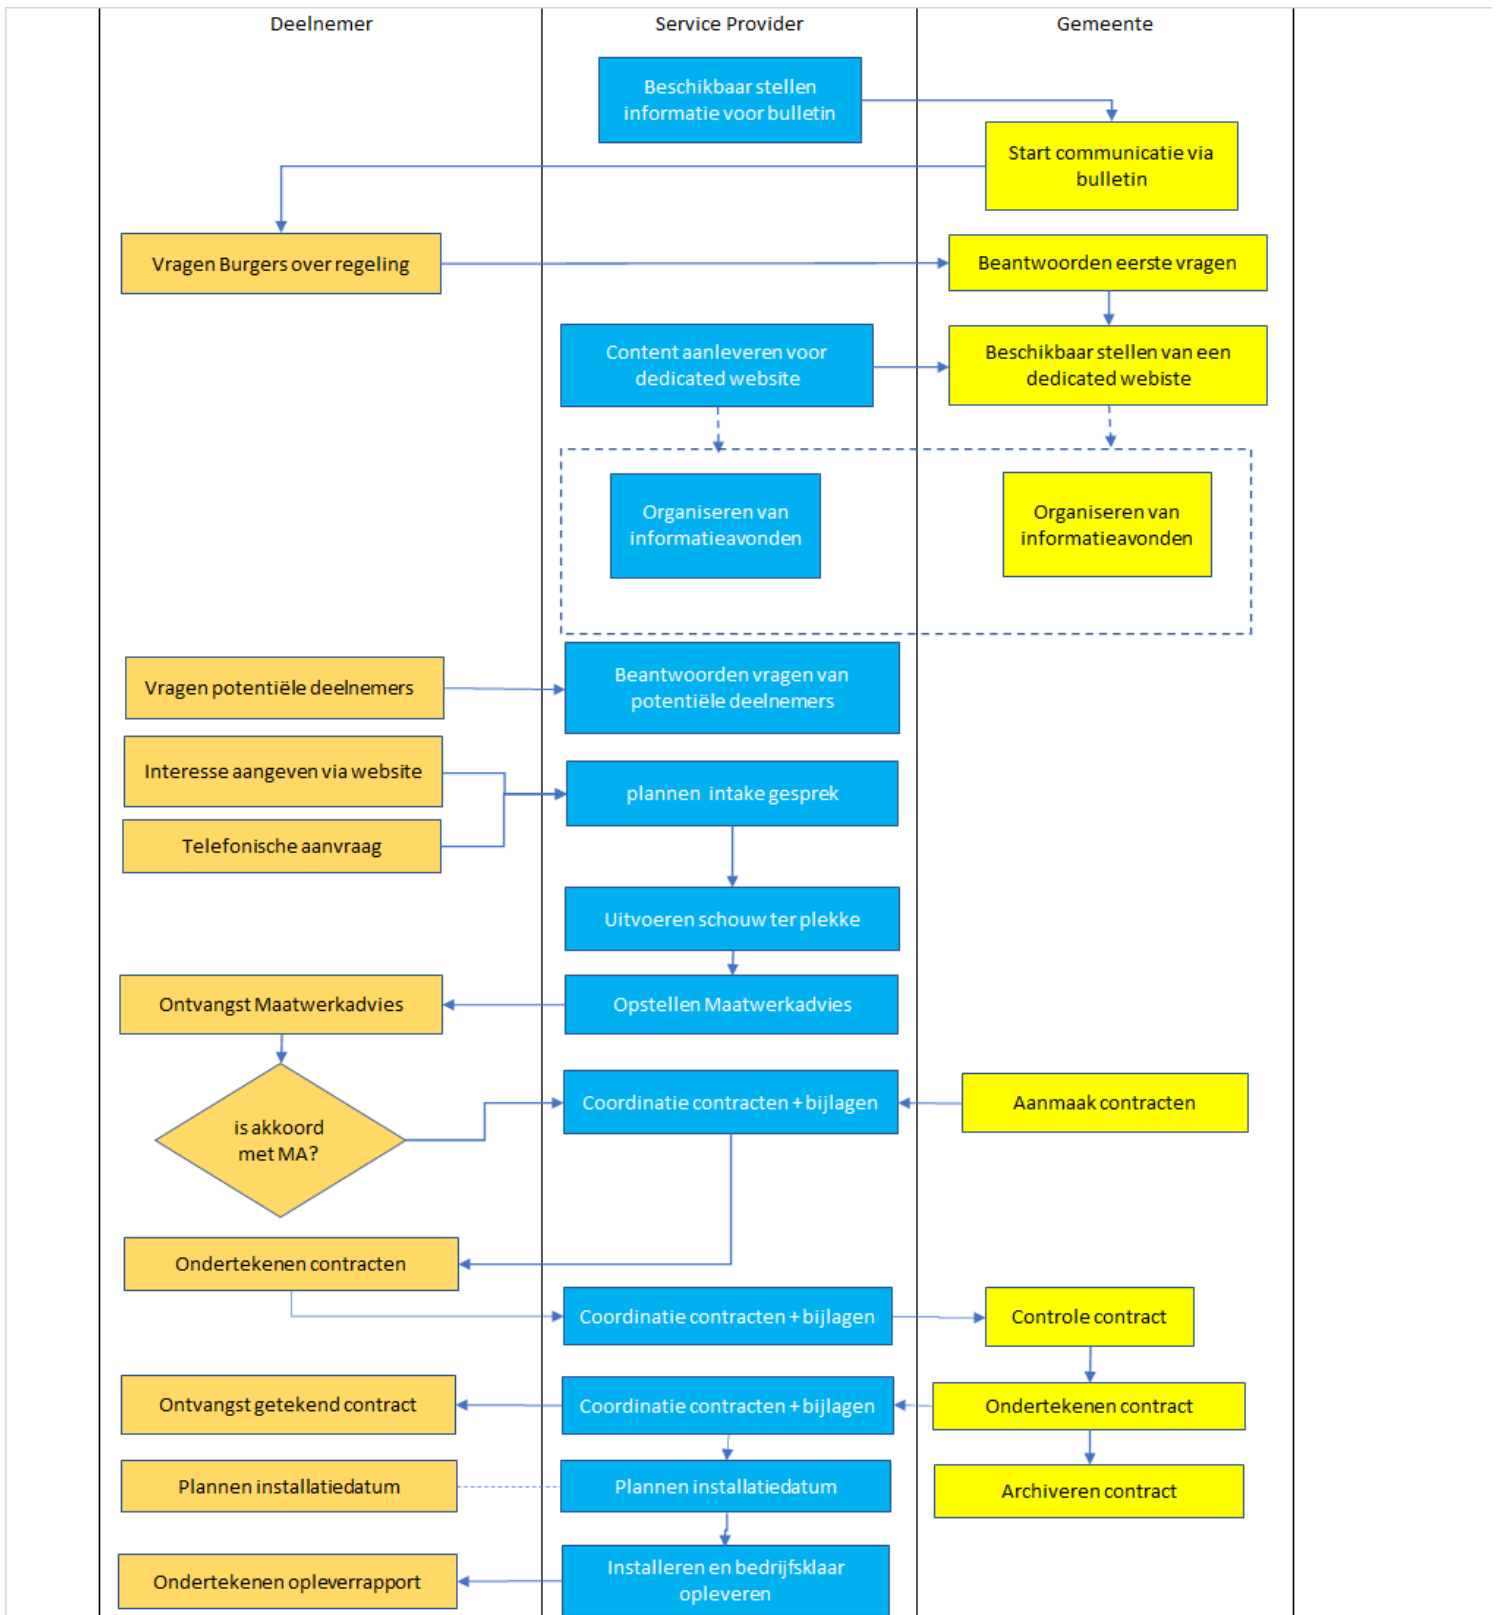 Deelnemer
Service Provider
Gemeente
Beschikbaar stellen
informatie voor bulletin
Start communicatie via
bulletin
Vragen Burgers over regeling
Beantwoorden eerste vragen
Content aanleveren voor
dedicated website
Beschikbaar stellen van een
dedicated webiste
Organiseren van
informatieavonden
Organiseren van
informatieavonden
Vragen potentiële deelnemers
Beantwoorden vragen van
potentiële deelnemers
Interesse aangeven via website
plannen intake gesprek
Telefonische aanvraag
Uitvoeren schouw ter plekke
Ontvangst Maatwerkadvies
Opstellen Maatwerkadvies
is akkoord
met MA?
Coordinatie contracten + bijlagen
Aanmaak contracten
Ondertekenen contracten
Coordinatie contracten + bijlagen
Controle contract
Ontvangst getekend contract
Coordinatie contracten + bijlagen
Ondertekenen contract
Plannen installatiedatum
Plannen installatiedatum
Archiveren contract
Ondertekenen opleverrapport
Installeren en bedrijfsklaar
opleveren